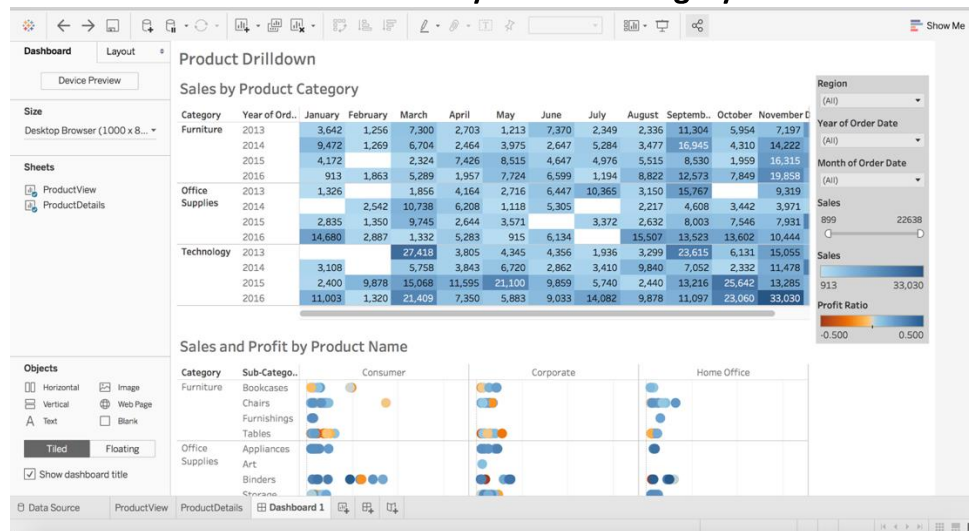 Show Me
Dashboard Layout
Device Preview
Size
Desktop Browser (1000 x 8...
Sheets
ProductView
ProductDetails
Objects
Horizontal Image
Vertical Web Page
A Text Blank
Tiled Floating
Show dashboard title
Product Drilldown
Sales by Product Category
Category Year of Ord.. January February March April May June July August Septemb.. October November D
Furniture 2013 3,642 1,256 7,300 2,703 1,213 7,370 2,349 2,336 11,304 5,954 7,197
2014 9,472 1,269 6,704 2,464 3,975 2,647 5,284 3,477 16,945 4,310 14,222
2015 4,172 2,324 7,426 8,515 4,647 4,976 5,515 8,530 1,959 16,315
2016 913 1,863 5,289 1,957 7,724 6,599 1,194 8,822 12,573 7,849 19,858
Office Supplies 2013 1,326 1,856 4,164 2,716 6,447 10,365 3,150 15,767 9,319
2014 2,542 10,738 6,208 1,118 5,305 2,217 4,608 3,442 3,971
2015 2,835 1,350 9,745 2,644 3,571 3,372 2,632 8,003 7,546 7,931
2016 14,680 2,887 1,332 5,283 915 6,134 15,507 13,523 13,602 10,444
Technology 2013 27,418 3,805 4,345 4,356 1,936 3,299 23,615 6,131 15,055
2014 3,108 5,758 3,843 6,720 2,862 3,410 9,840 7,052 2,332 11,478
2015 2,400 9,878 15,068 11,595 21,100 9,859 5,740 2,440 13,216 25,642 13,285
2016 11,003 1,320 21,409 7,350 5,883 9,033 14,082 9,878 11,097 23,060 33,030
Sales and Profit by Product Name
Category Sub-Catego.. Consumer Corporate Home Office
Furniture Bookcases
Chairs
Furnishings
Tables
Office Supplies Appliances
Art
Binders
Storage
Region
(All)
Year of Order Date
(All)
Month of Order Date
(All)
Sales
899 22638
Sales
913 33,030
Profit Ratio
-0.500 0.500
Data Source ProductView ProductDetails Dashboard 1